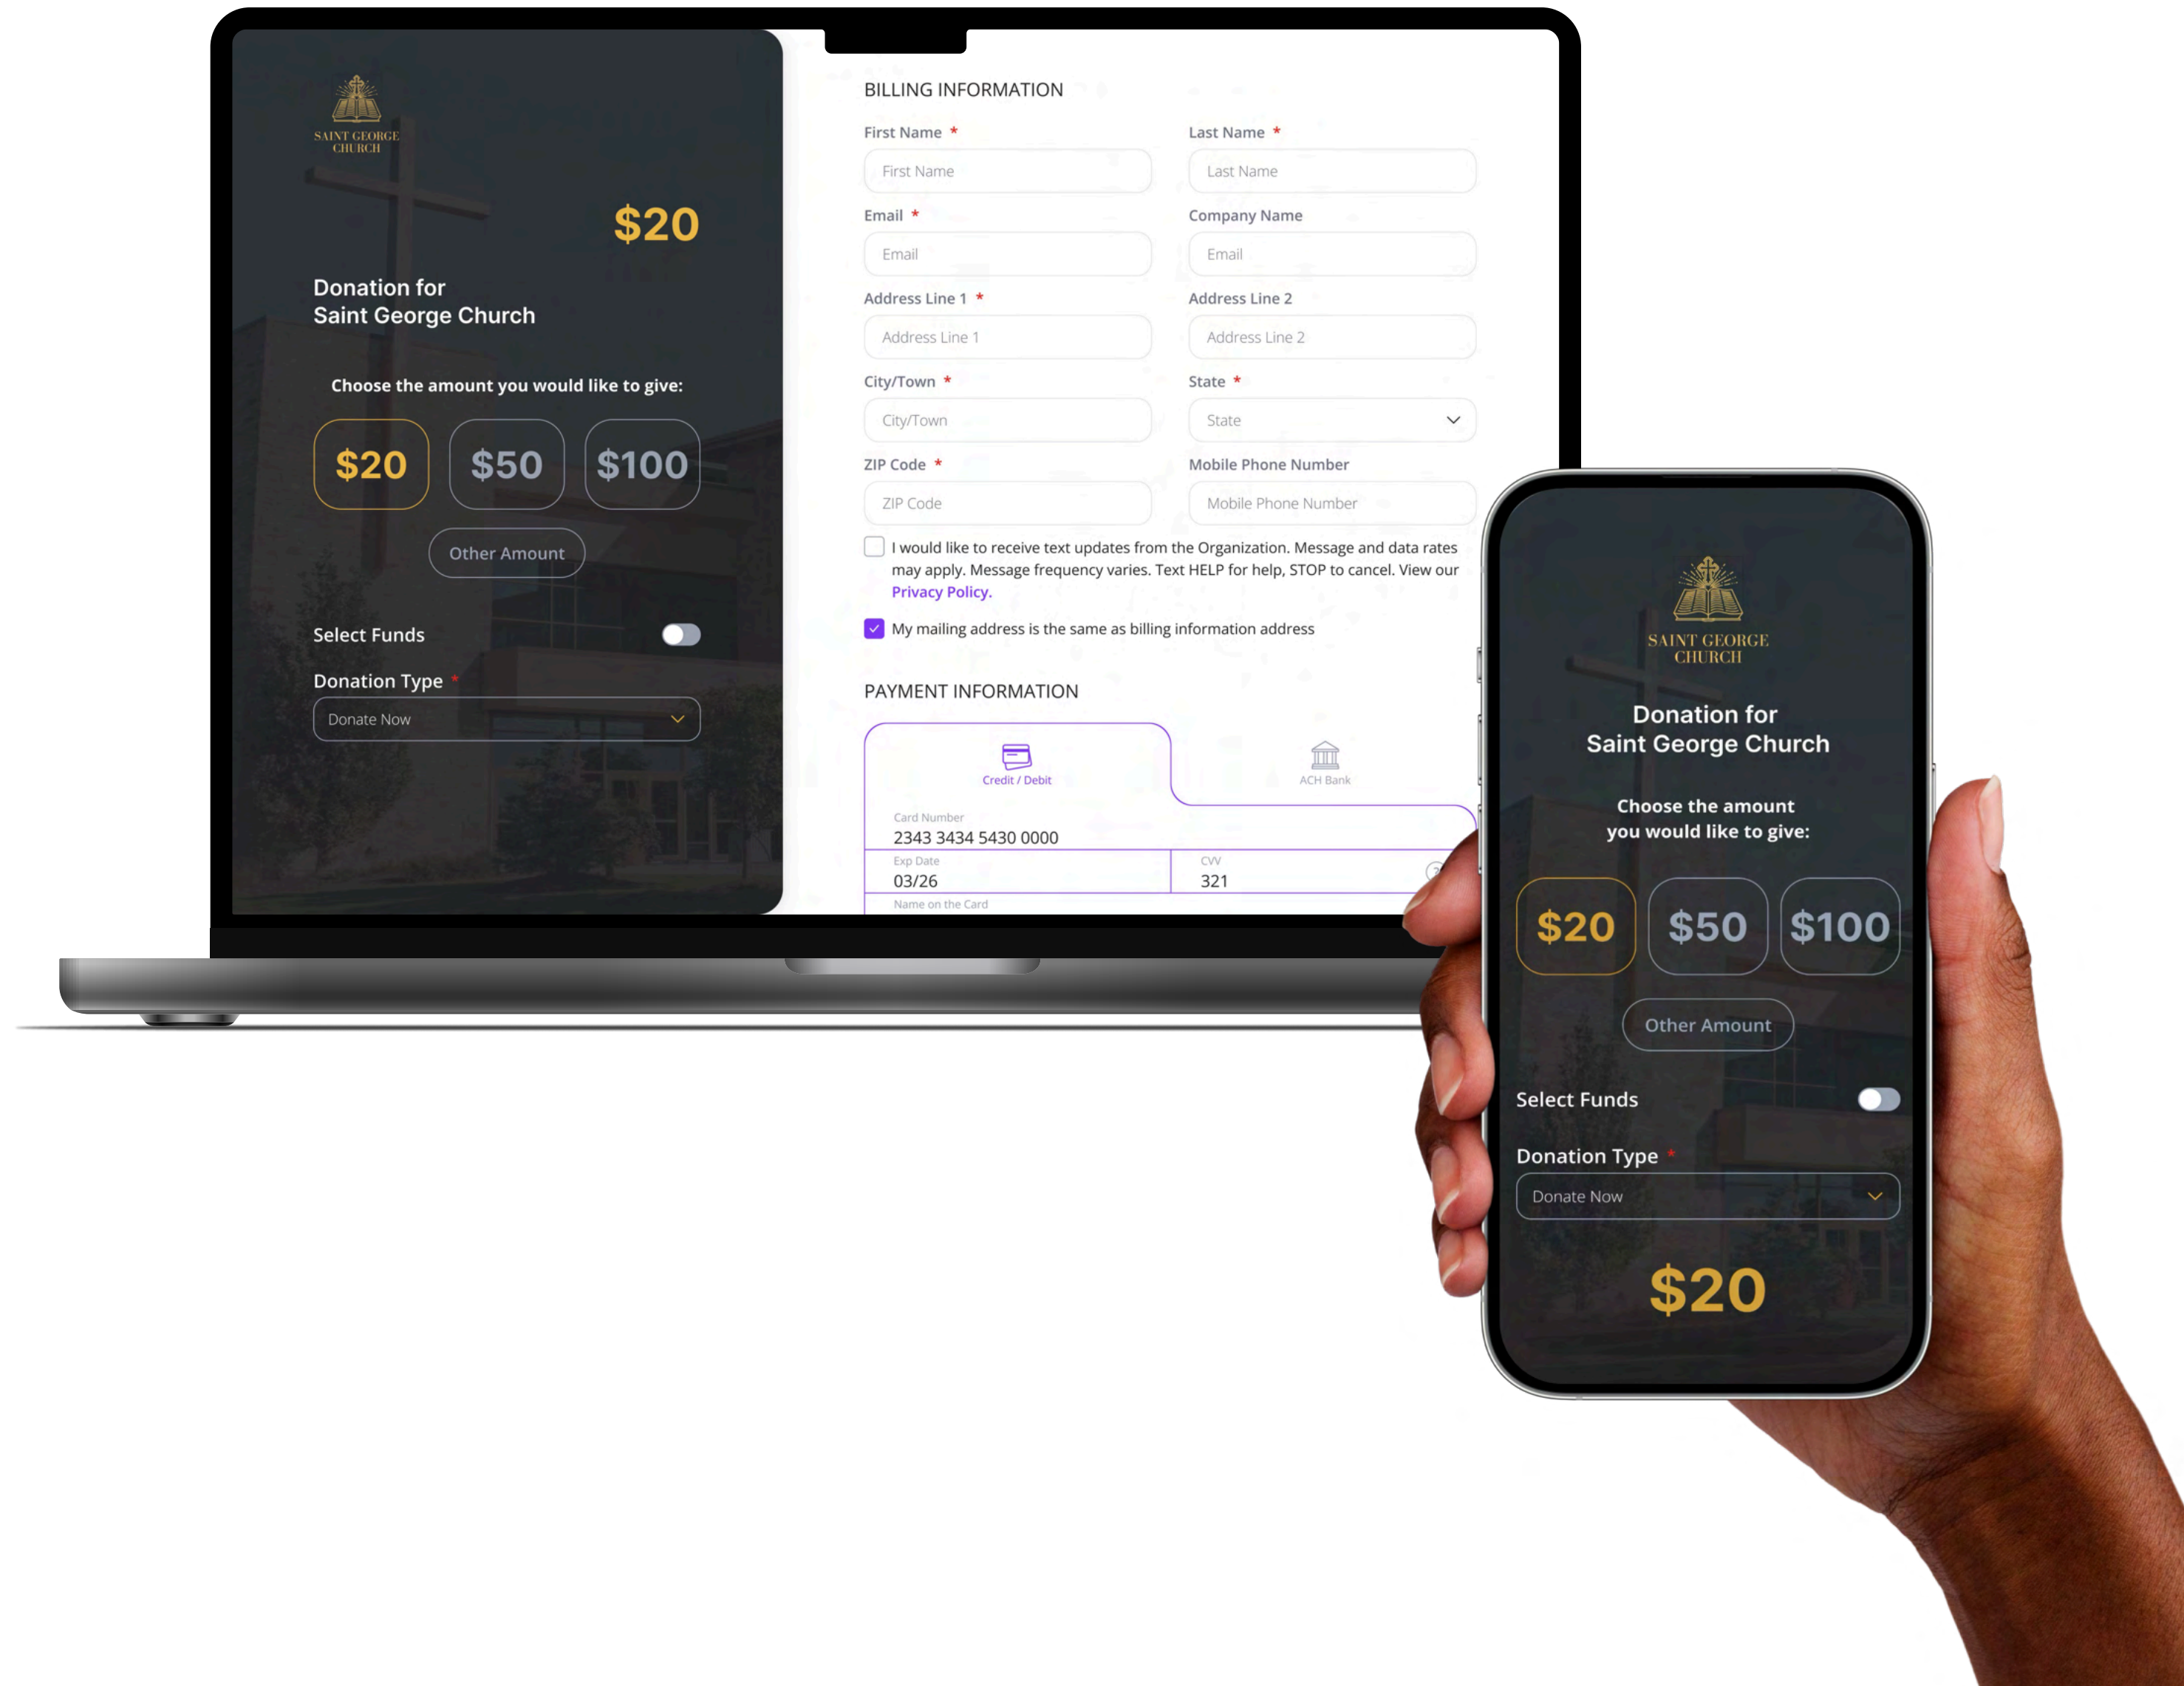 SAINT GEORGE
CHURCH
$20
Donation for
Saint George Church
Choose the amount you would like to give:
$20 $50 $100
Other Amount
Select Funds
Donation Type *
Donate Now
BILLING INFORMATION
First Name * Last Name *
First Name Last Name
Email * Company Name
Email Email
Address Line 1 * Address Line 2
Address Line 1 Address Line 2
City/Town * State *
City/Town State
ZIP Code * Mobile Phone Number
ZIP Code Mobile Phone Number
I would like to receive text updates from the Organization. Message and data rates
may apply. Message frequency varies. Text HELP for help, STOP to cancel. View our
Privacy Policy.
My mailing address is the same as billing information address
PAYMENT INFORMATION
Credit / Debit ACH Bank
Card Number
2343 3434 5430 0000
Exp Date CVV
03/26 321
Name on the Card
SAINT GEORGE
CHURCH
Donation for
Saint George Church
Choose the amount
you would like to give:
$20 $50 $100
Other Amount
Select Funds
Donation Type *
Donate Now
$20